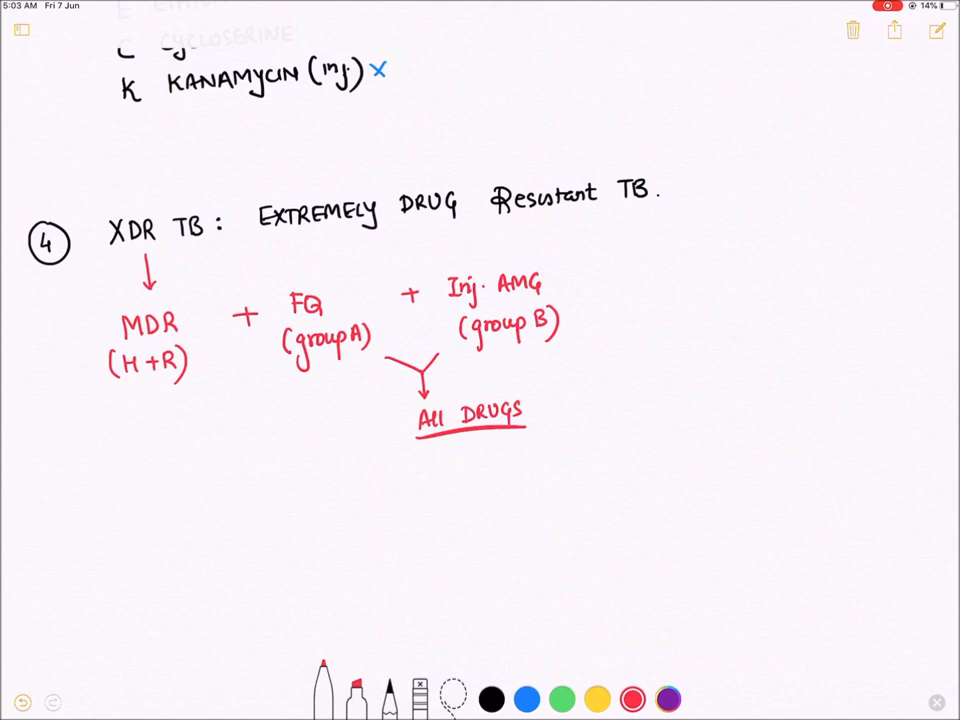 5:03 AM Fri 7 Jun
14%
CYCLOSERINE
K KANAMYCIN (inj.) X
4 XDR TB : EXTREMELY DRUG Resistant TB.
MDR + FQ + Inj. AMG
(H+R) (group A) (group B)
All DRUGS